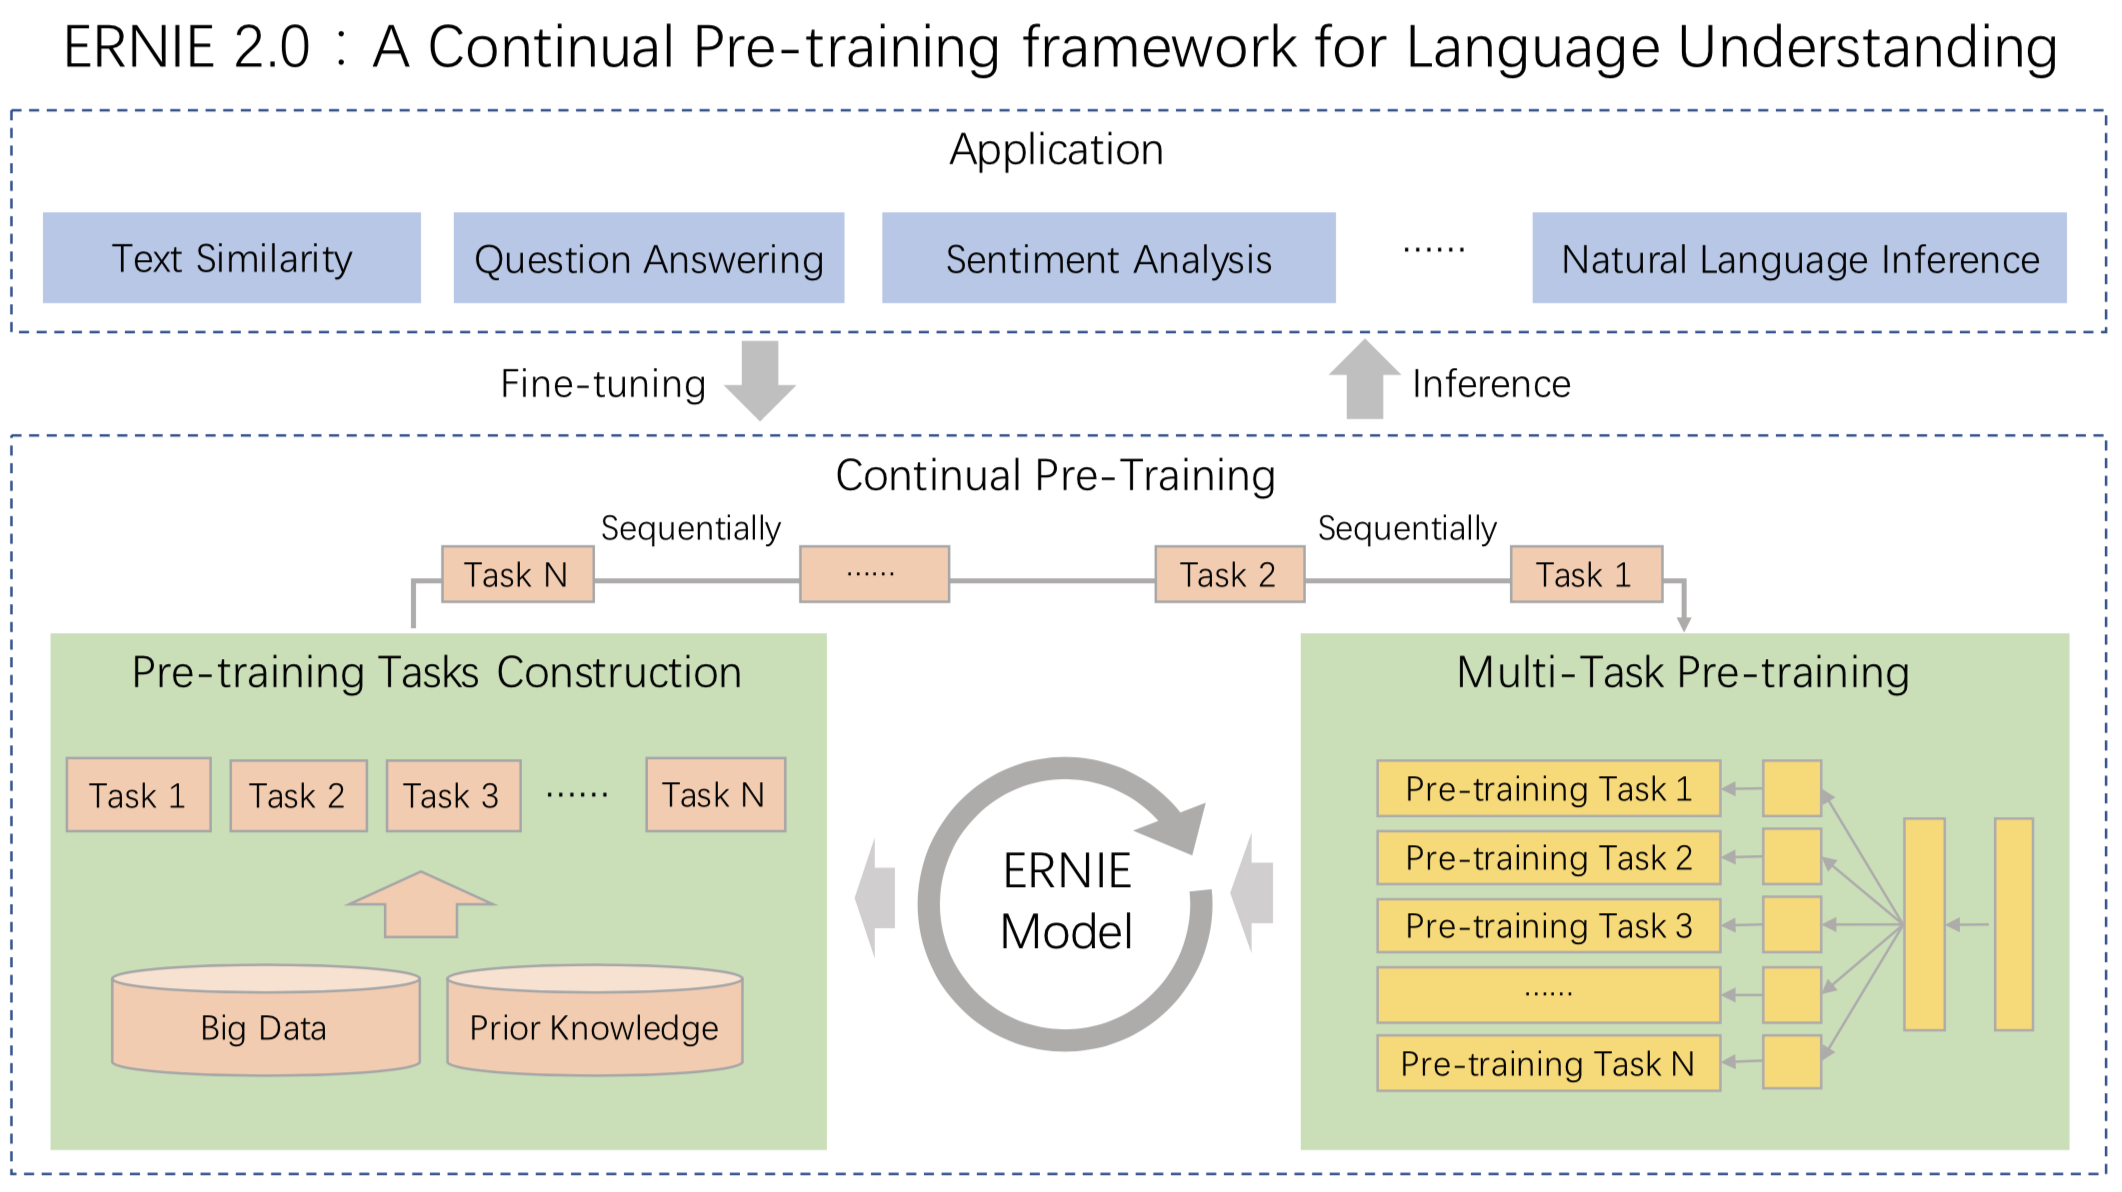 ERNIE 2.0：A Continual Pre-training framework for Language Understanding
Application
Text Similarity
Question Answering
Sentiment Analysis
......
Natural Language Inference
Fine-tuning
Inference
Continual Pre-Training
Sequentially
Sequentially
Task N
......
Task 2
Task 1
Pre-training Tasks Construction
Task 1
Task 2
Task 3
......
Task N
Big Data
Prior Knowledge
ERNIE
Model
Multi-Task Pre-training
Pre-training Task 1
Pre-training Task 2
Pre-training Task 3
......
Pre-training Task N